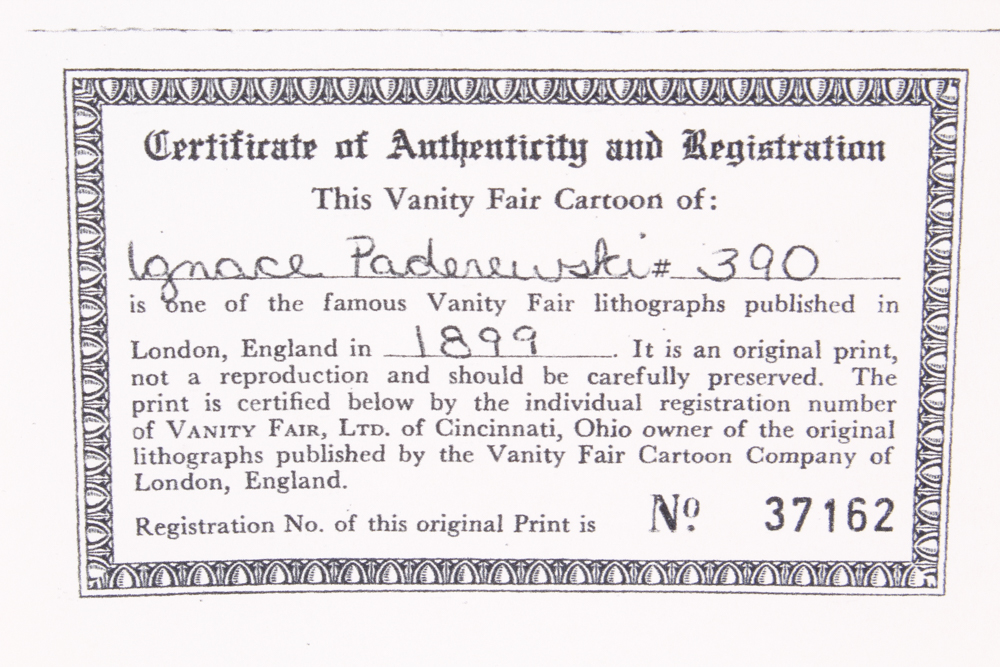 Certificate of Authenticity and Registration
This Vanity Fair Cartoon of:
Ignace Paderewski # 390
is one of the famous Vanity Fair lithographs published in
London, England in 1899. It is an original print,
not a reproduction and should be carefully preserved. The
print is certified below by the individual registration number
of VANITY FAIR, LTD. of Cincinnati, Ohio owner of the original
lithographs published by the Vanity Fair Cartoon Company of
London, England.
Registration No. of this original Print is Nº 37162